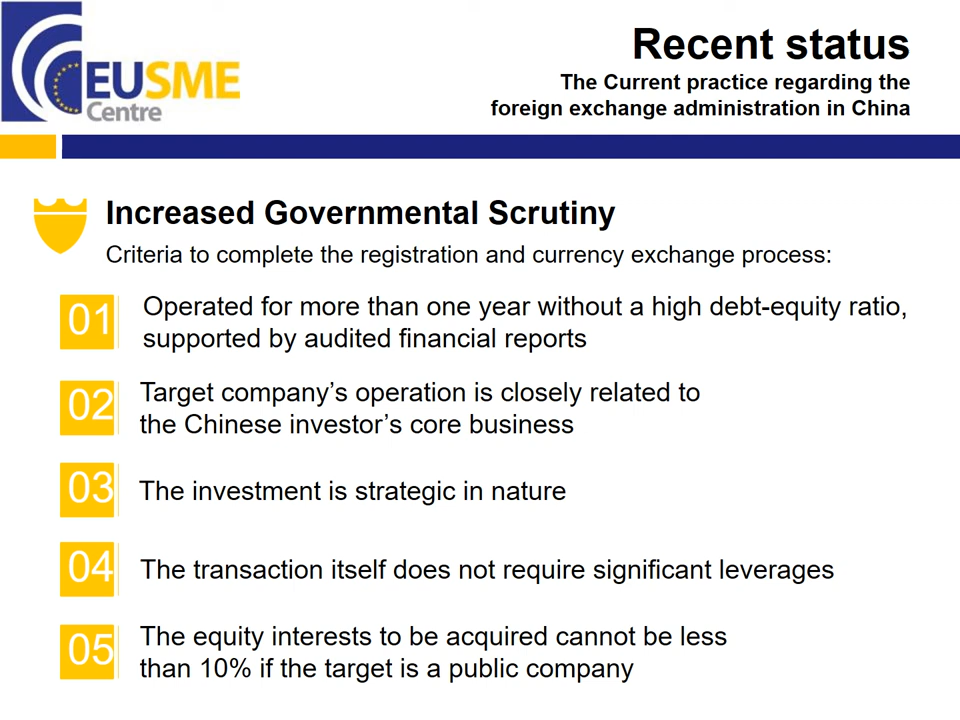 EUSME
Centre
Recent status
The Current practice regarding the
foreign exchange administration in China
Increased Governmental Scrutiny
Criteria to complete the registration and currency exchange process:
01
Operated for more than one year without a high debt-equity ratio,
supported by audited financial reports
02
Target company’s operation is closely related to
the Chinese investor’s core business
03
The investment is strategic in nature
04
The transaction itself does not require significant leverages
05
The equity interests to be acquired cannot be less
than 10% if the target is a public company